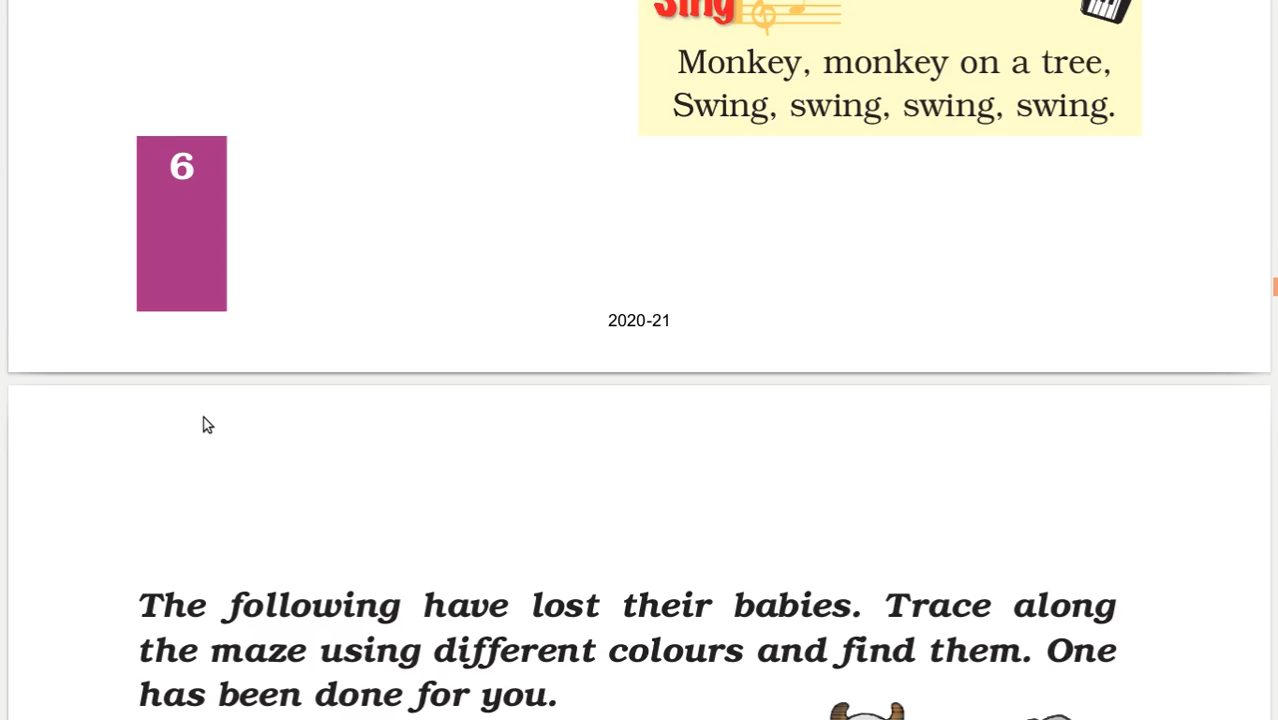 Sing
Monkey, monkey on a tree,
Swing, swing, swing, swing.
6
2020-21
The following have lost their babies. Trace along
the maze using different colours and find them. One
has been done for you.